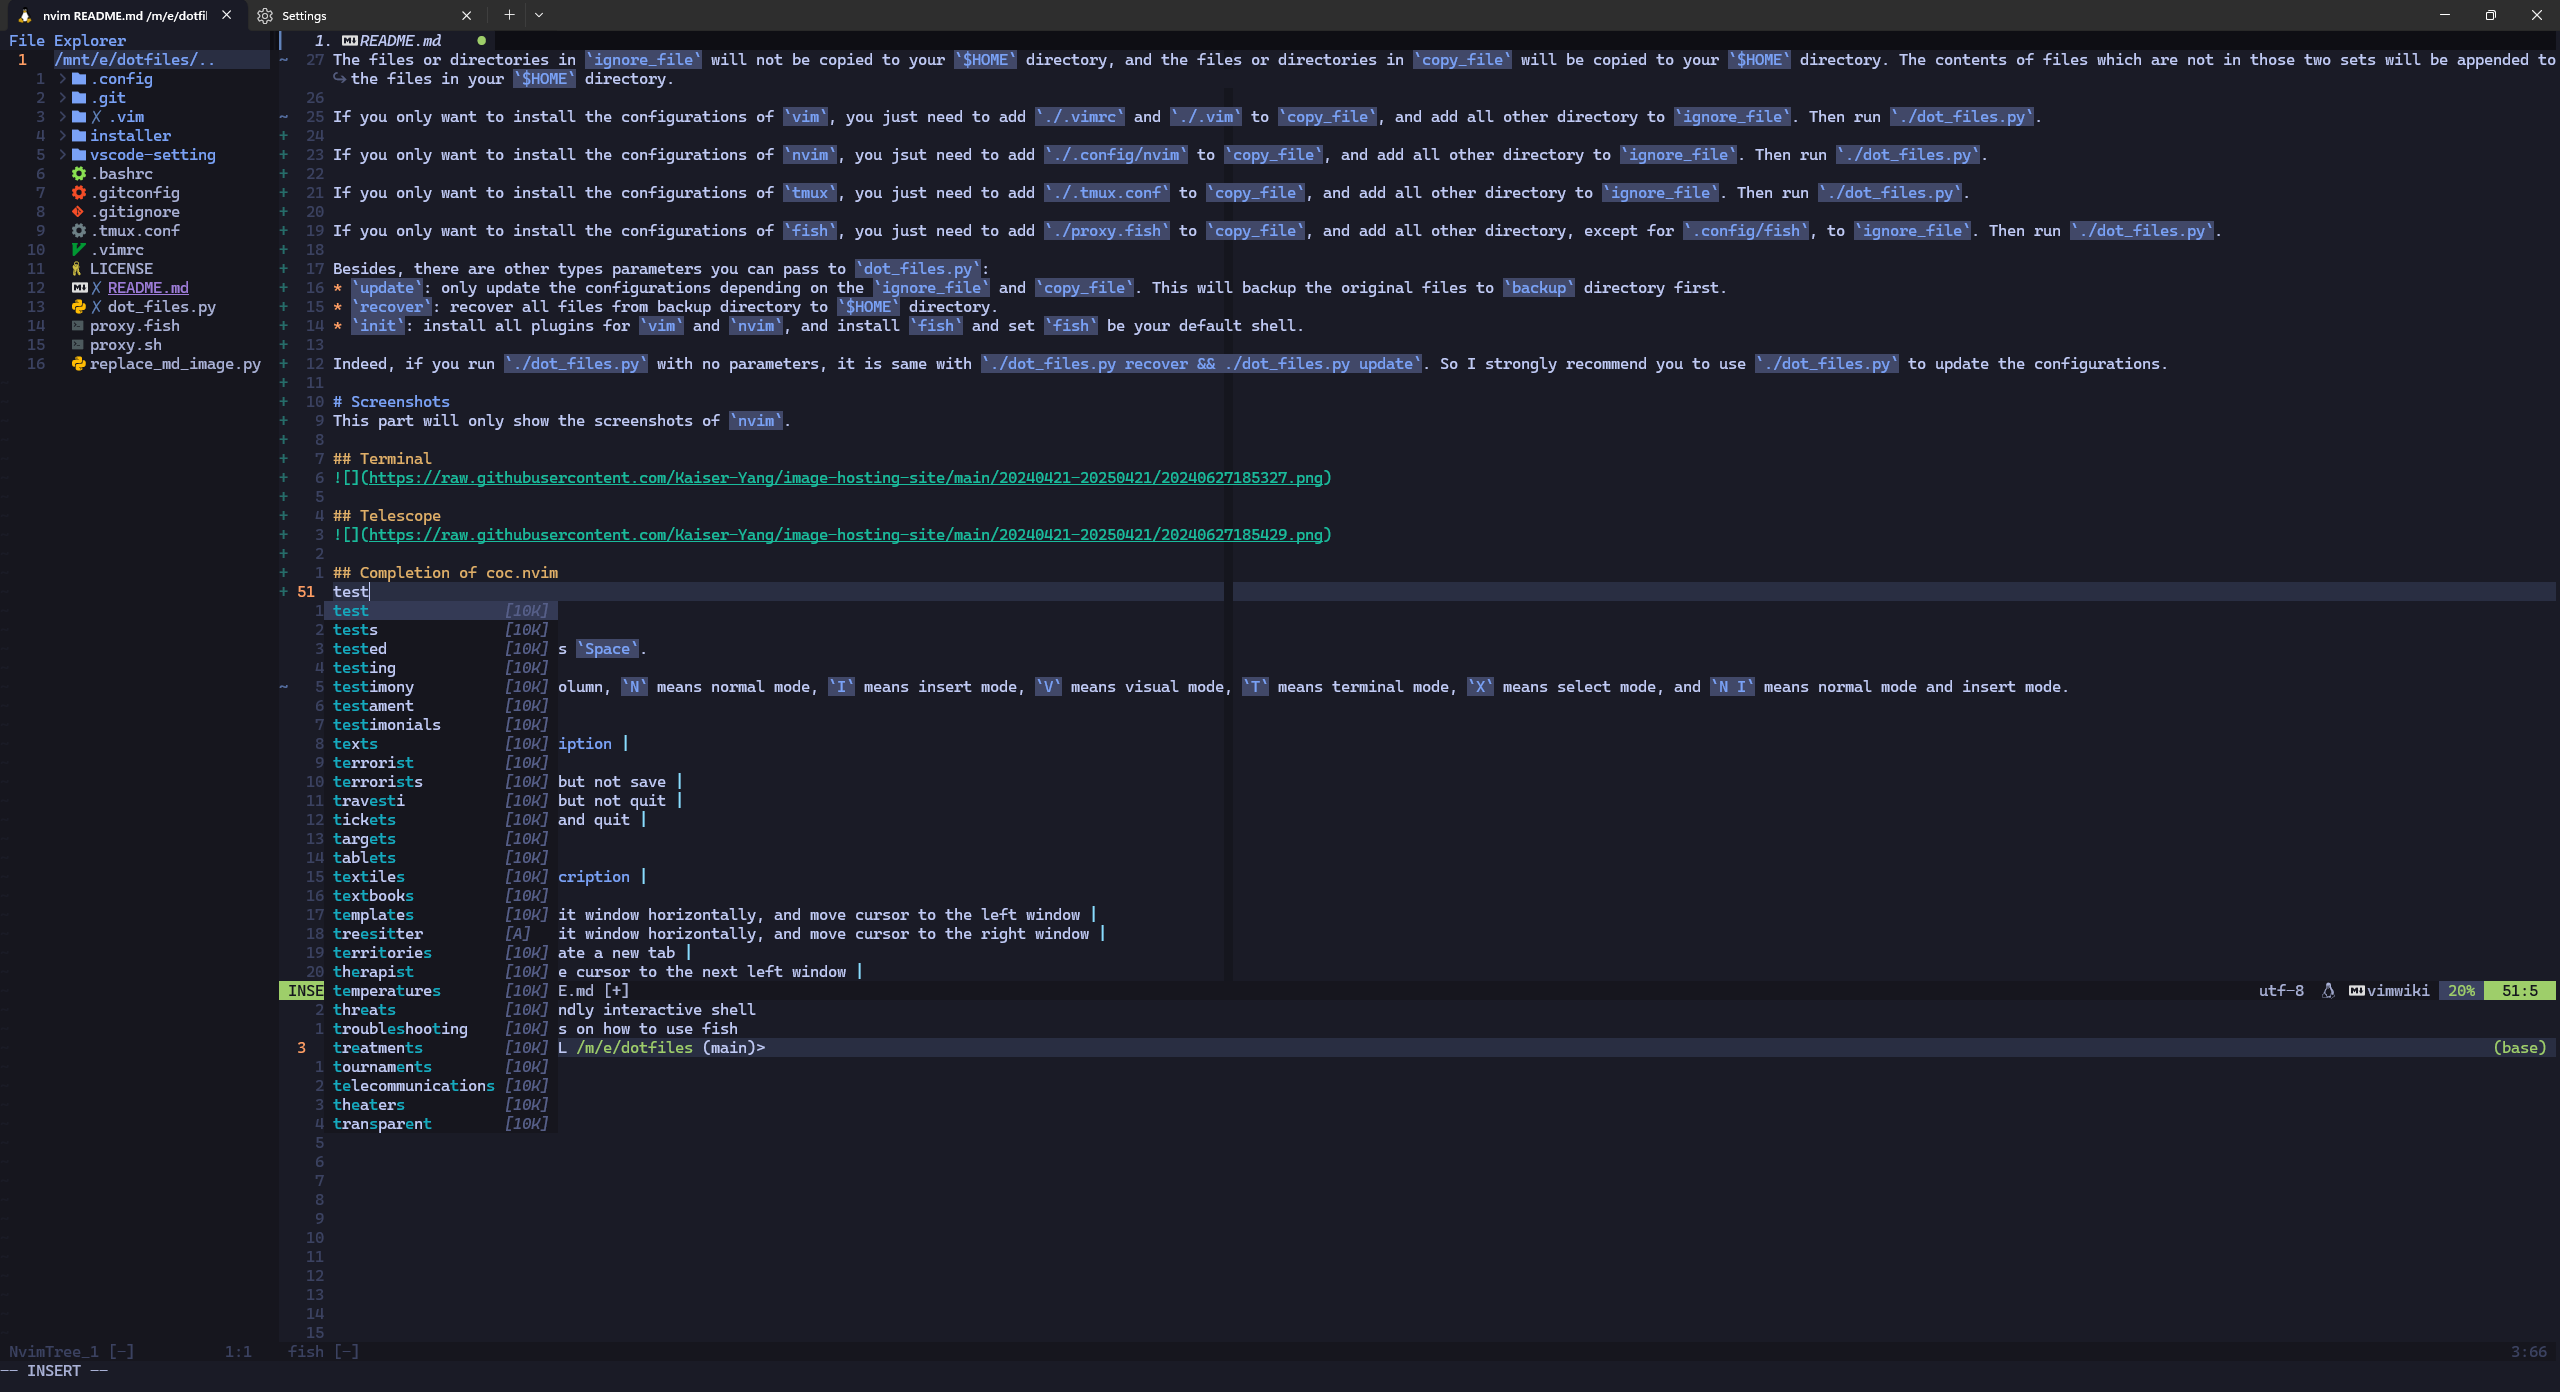 nvim README.md /m/e/dotfil
Settings
File Explorer
1 /mnt/e/dotfiles/..
1 .config
2 .git
3 ✗ .vim
4 installer
5 vscode-setting
6 .bashrc
7 .gitconfig
8 .gitignore
9 .tmux.conf
10 .vimrc
11 LICENSE
12 ✗ README.md
13 ✗ dot_files.py
14 proxy.fish
15 proxy.sh
16 replace_md_image.py
NvimTree_1 [-] 1:1
1. README.md ●
~ 27 The files or directories in `ignore_file` will not be copied to your `$HOME` directory, and the files or directories in `copy_file` will be copied to your `$HOME` directory. The contents of files which are not in those two sets will be appended to
↪ the files in your `$HOME` directory.
26
~ 25 If you only want to install the configurations of `vim`, you just need to add `./.vimrc` and `./.vim` to `copy_file`, and add all other directory to `ignore_file`. Then run `./dot_files.py`.
+ 24
+ 23 If you only want to install the configurations of `nvim`, you jsut need to add `./.config/nvim` to `copy_file`, and add all other directory to `ignore_file`. Then run `./dot_files.py`.
+ 22
+ 21 If you only want to install the configurations of `tmux`, you just need to add `./.tmux.conf` to `copy_file`, and add all other directory to `ignore_file`. Then run `./dot_files.py`.
+ 20
+ 19 If you only want to install the configurations of `fish`, you just need to add `./proxy.fish` to `copy_file`, and add all other directory, except for `.config/fish`, to `ignore_file`. Then run `./dot_files.py`.
+ 18
+ 17 Besides, there are other types parameters you can pass to `dot_files.py`:
+ 16 * `update`: only update the configurations depending on the `ignore_file` and `copy_file`. This will backup the original files to `backup` directory first.
+ 15 * `recover`: recover all files from backup directory to `$HOME` directory.
+ 14 * `init`: install all plugins for `vim` and `nvim`, and install `fish` and set `fish` be your default shell.
+ 13
+ 12 Indeed, if you run `./dot_files.py` with no parameters, it is same with `./dot_files.py recover && ./dot_files.py update`. So I strongly recommend you to use `./dot_files.py` to update the configurations.
+ 11
+ 10 # Screenshots
+ 9 This part will only show the screenshots of `nvim`.
+ 8
+ 7 ## Terminal
+ 6 ![](https://raw.githubusercontent.com/Kaiser-Yang/image-hosting-site/main/20240421-20250421/20240627185327.png)
+ 5
+ 4 ## Telescope
+ 3 ![](https://raw.githubusercontent.com/Kaiser-Yang/image-hosting-site/main/20240421-20250421/20240627185429.png)
+ 2
+ 1 ## Completion of coc.nvim
+ 51 test
1 test [10K]
2 tests [10K]
3 tested [10K] s `Space`.
4 testing [10K]
~ 5 testimony [10K] olumn, `N` means normal mode, `I` means insert mode, `V` means visual mode, `T` means terminal mode, `X` means select mode, and `N I` means normal mode and insert mode.
6 testament [10K]
7 testimonials [10K]
8 texts [10K] iption |
9 terrorist [10K]
10 terrorists [10K] but not save |
11 travesti [10K] but not quit |
12 tickets [10K] and quit |
13 targets [10K]
14 tablets [10K]
15 textiles [10K] cription |
16 textbooks [10K]
17 templates [10K] it window horizontally, and move cursor to the left window |
18 treesitter [A] it window horizontally, and move cursor to the right window |
19 territories [10K] ate a new tab |
20 therapist [10K] e cursor to the next left window |
INSE temperatures [10K] E.md [+] utf-8 vimwiki 20% 51:5
2 threats [10K] ndly interactive shell
1 troubleshooting [10K] s on how to use fish
3 treatments [10K] L /m/e/dotfiles (main)> (base)
1 tournaments [10K]
2 telecommunications [10K]
3 theaters [10K]
4 transparent [10K]
5
6
7
8
9
10
11
12
13
14
15
fish [-] 3:66
-- INSERT --